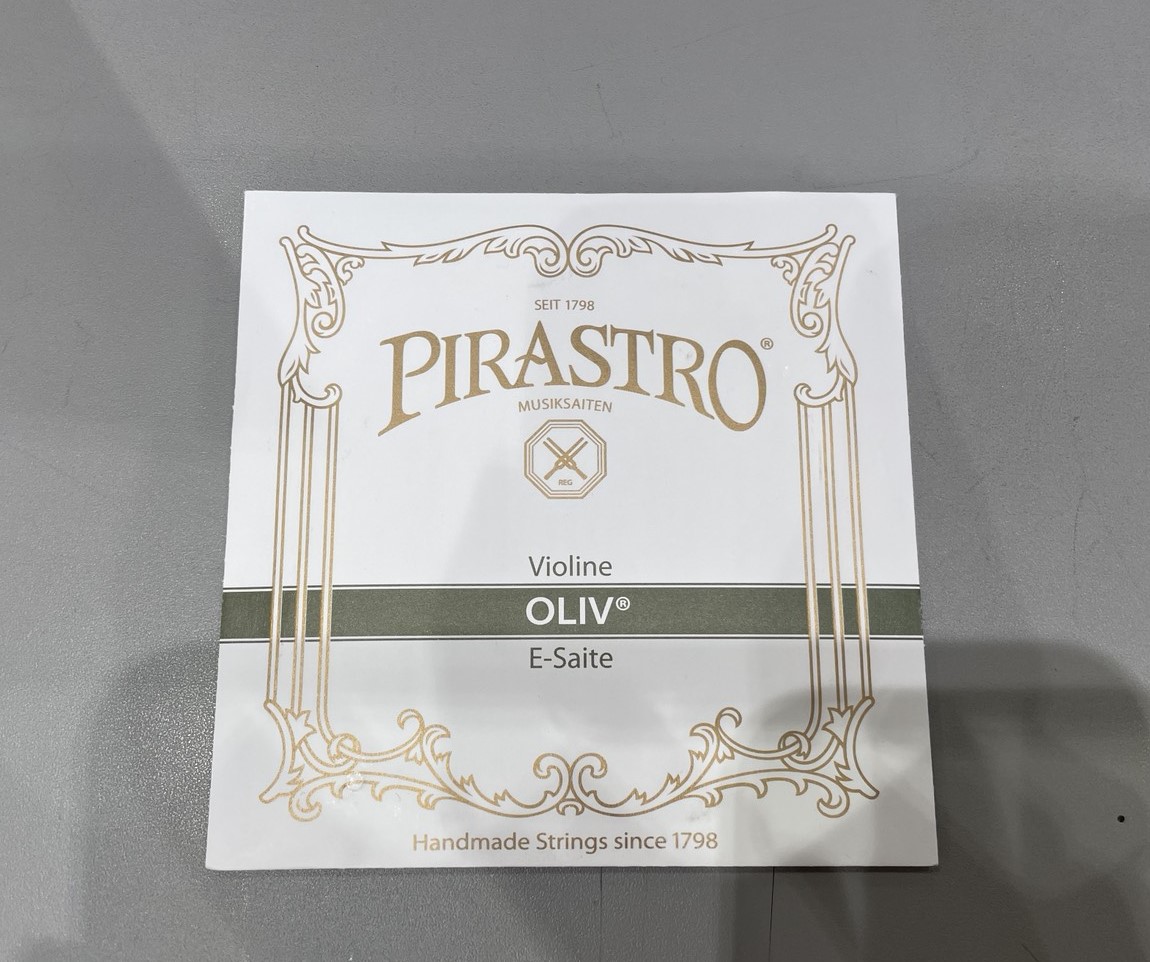 SEIT 1798
PIRASTRO®
MUSIKSAITEN
REG
Violine
OLIV®
E-Saite
Handmade Strings since 1798